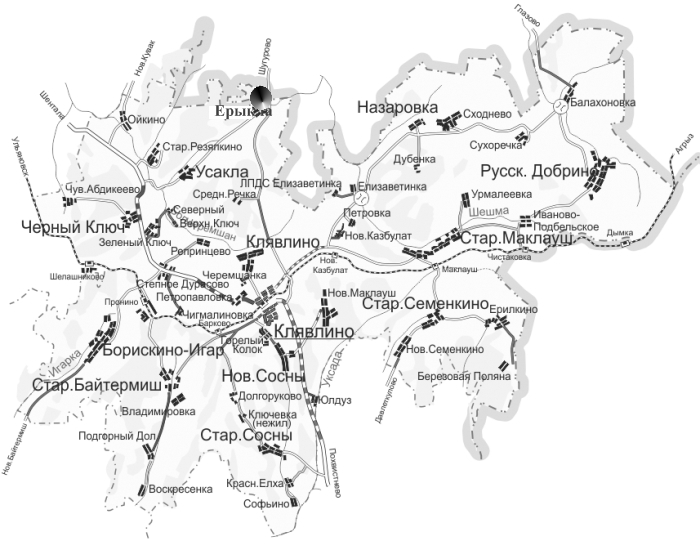 Глазово
Шугурово
Нов.Кувак
Шентала
Ойкино
Балахоновка
Назаровка
Сходнево
Ульяновск
Стар.Резяпкино
Сухоречка
Агрыз
Дубенка
Усакла
Русск. Добрино
ЛПДС Елизаветинка
Елизаветинка
Чув.Абдикеево
Средн.Речка
Урмалеевка
Северный
Шешма
Петровка
Верхн.Ключ
Иваново-
Подбельское
Черный Ключ
Нов.Казбулат
Дымка
Зеленый Ключ
Клявлино
Стар.Маклауш
Репринцево
Чистаковка
Нов.
Казбулат
Маклауш
Шелашниково
Черемшанка
Степное Дурасово
Петропавловка
Нов.Маклауш
Пронино
Стар.Семенкино
Ерилкино
Чигмалиновка
Барково
Клявлино
Горелый
Колок
Борискино-Игар
Игарка
Нов.Семенкино
Уксада
Нов.Сосны
Березовая Поляна
Стар.Байтермиш
Долгоруково
Юлдуз
Давлеткулово
Владимировка
Ключевка
(нежил)
Подгорный Дол
Стар.Сосны
Нов.Байтермиш
Похвистнево
Красн.Елха
Воскресенка
Софьино